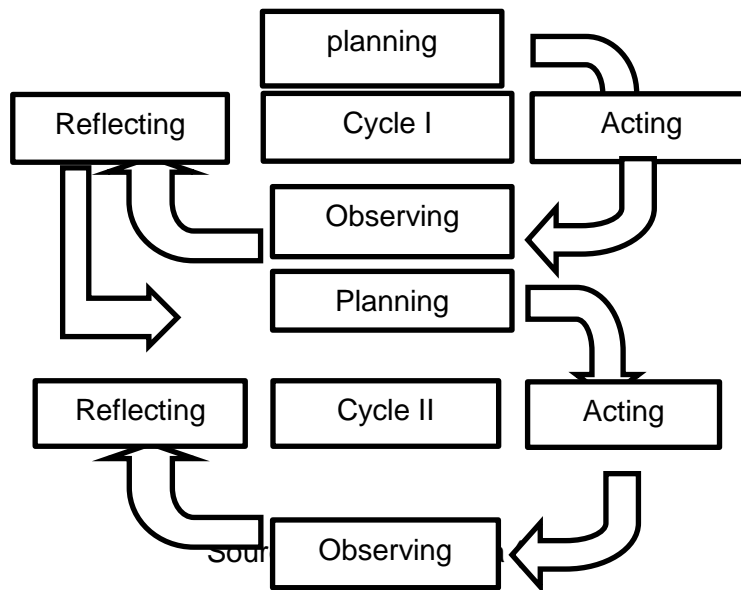 planning
Reflecting
Cycle I
Acting
Observing
Planning
Reflecting
Cycle II
Acting
Observing